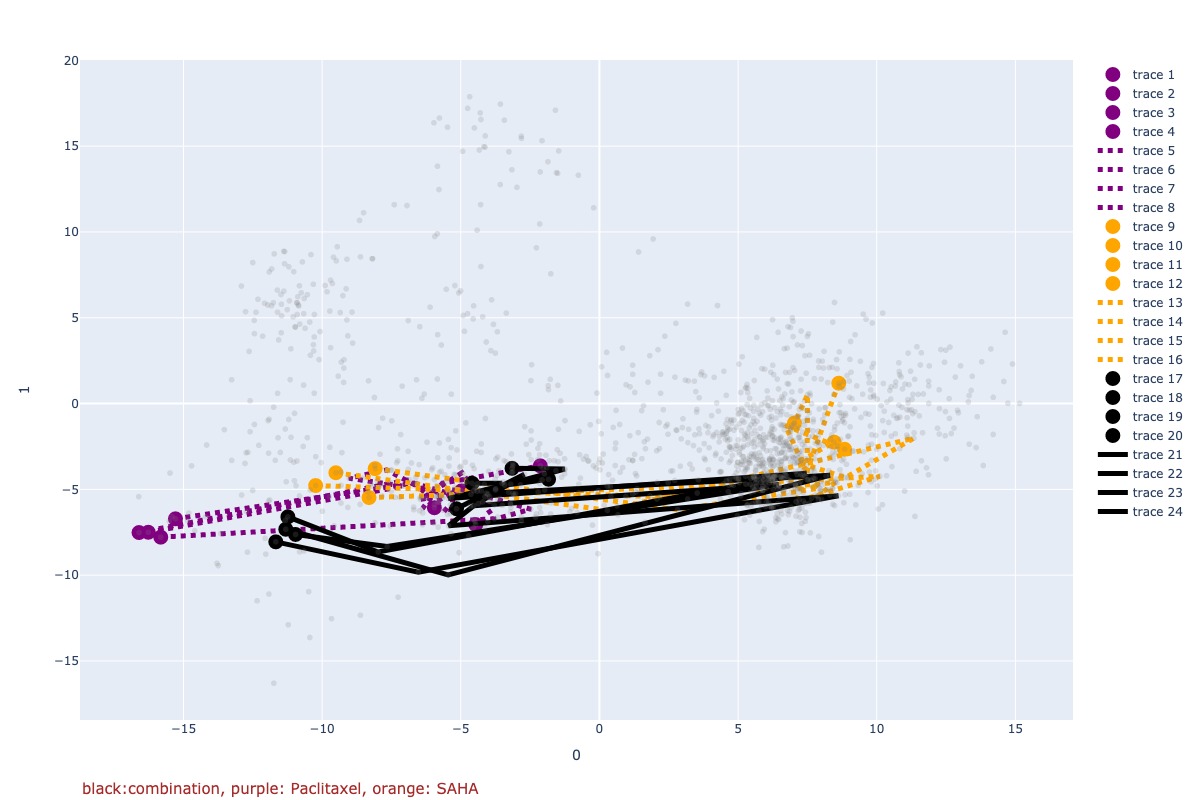 20
15
10
5
0
−5
−10
−15
1
−15
−10
−5
0
5
10
15
0
trace 1
trace 2
trace 3
trace 4
trace 5
trace 6
trace 7
trace 8
trace 9
trace 10
trace 11
trace 12
trace 13
trace 14
trace 15
trace 16
trace 17
trace 18
trace 19
trace 20
trace 21
trace 22
trace 23
trace 24
black:combination, purple: Paclitaxel, orange: SAHA